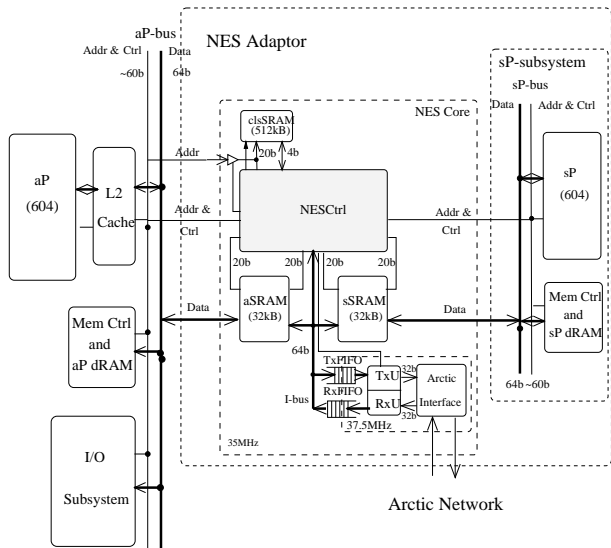 aP-bus
Addr & Ctrl
Data
~60b
64b
NES Adaptor
sP-subsystem
sP-bus
Data
Addr & Ctrl
NES Core
clsSRAM
(512kB)
20b
4b
Addr
aP
(604)
L2
Cache
NESCtrl
sP
(604)
Addr &
Ctrl
Addr &
Ctrl
20b
20b
20b
20b
aSRAM
(32kB)
sSRAM
(32kB)
Data
Data
Mem Ctrl
and
aP dRAM
Mem Ctrl
and
sP dRAM
64b
TxFIFO
TxU
32b
Arctic
Interface
RxFIFO
RxU
32b
I-bus
37.5MHz
64b ~60b
35MHz
I/O
Subsystem
Arctic Network